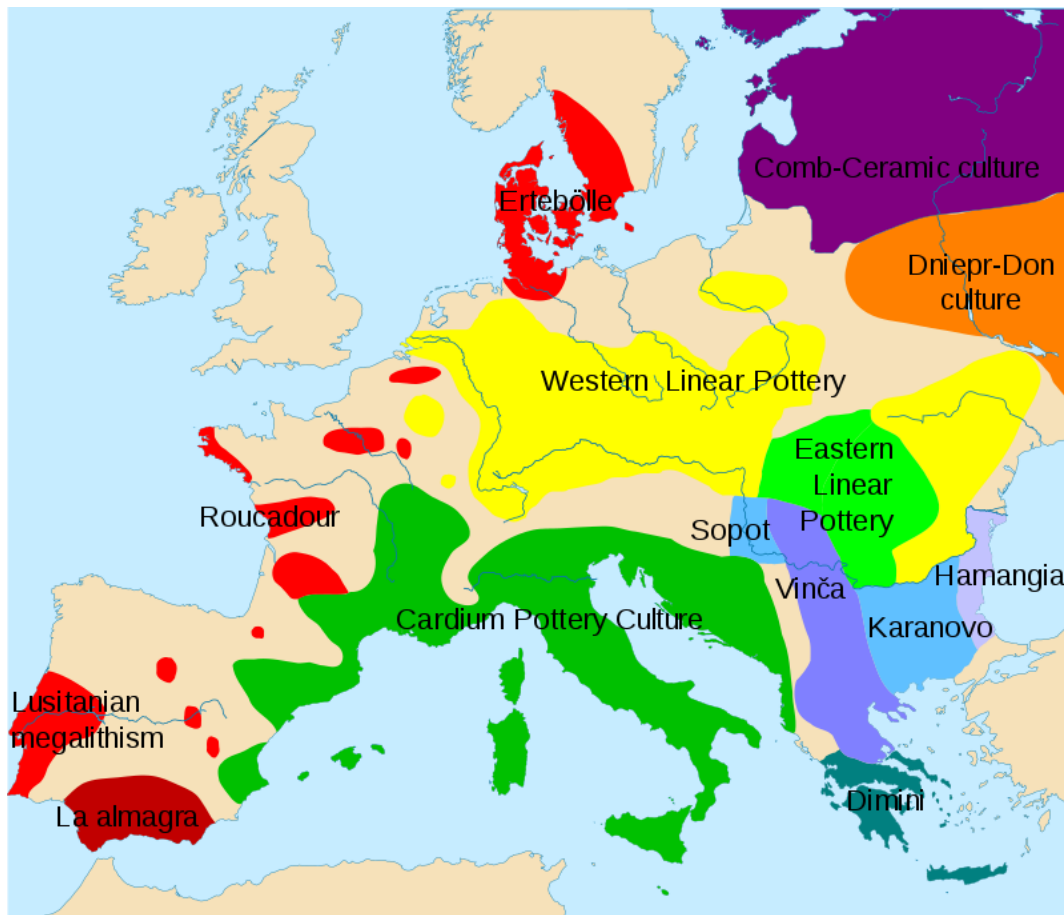 Comb-Ceramic culture
Ertebölle
Dniepr-Don
culture
Western Linear Pottery
Eastern
Linear
Pottery
Roucadour
Sopot
Hamangia
Vinča
Cardium Pottery Culture
Karanovo
Lusitanian
megalithism
La almagra
Dimini